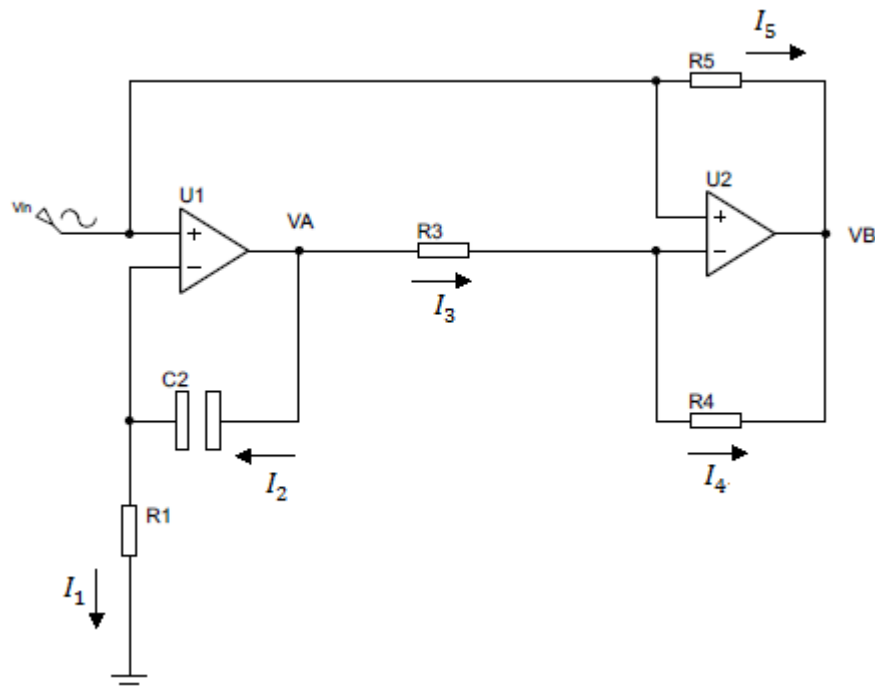 I5
R5
Vin
U1
+
−
VA
R3
I3
U2
+
−
VB
C2
I2
R4
I4
R1
I1